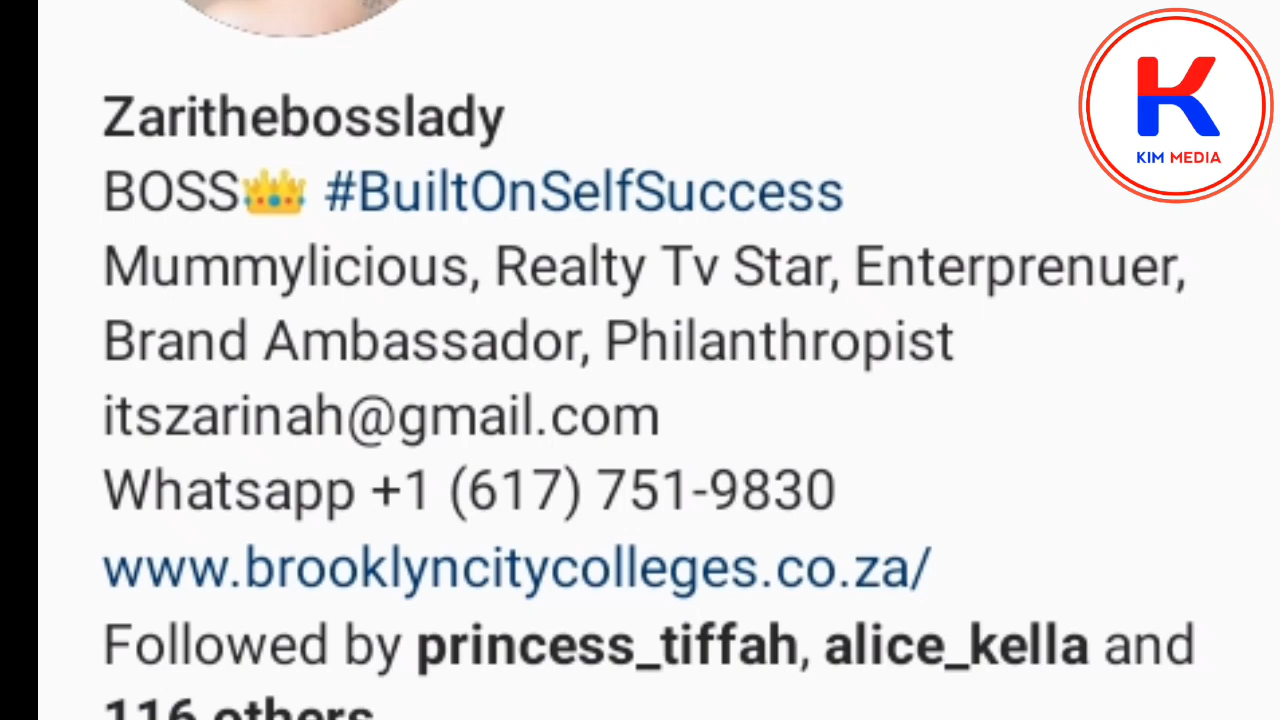 Zarithebosslady
BOSS👑 #BuiltOnSelfSuccess
Mummylicious, Realty Tv Star, Enterprenuer,
Brand Ambassador, Philanthropist
itszarinah@gmail.com
Whatsapp +1 (617) 751-9830
www.brooklyncitycolleges.co.za/
Followed by princess_tiffah, alice_kella and
116 others
K
KIM MEDIA